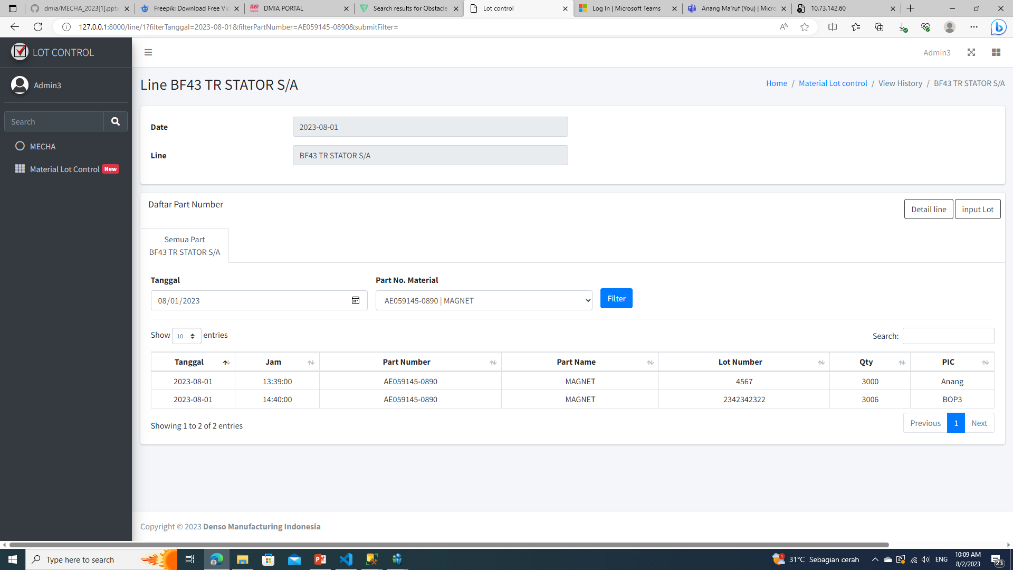 dmia/MECHA_2023[1].opti
Freepik: Download Free Vi
DMIA PORTAL
Search results for Obstacle
Lot control
Log In | Microsoft Teams
Anang Ma'ruf (You) | Micr
10.73.142.60
127.0.0.1:8000/line/1?filterTanggal=2023-08-01&filterPartNumber=AE059145-0890&submitFilter=
LOT CONTROL
Admin3
Admin3
Line BF43 TR STATOR S/A
Home / Material Lot control / View History / BF43 TR STATOR S/A
Search
MECHA
Material Lot Control New
Date
2023-08-01
Line
BF43 TR STATOR S/A
Daftar Part Number
Detail line
input Lot
Semua Part
BF43 TR STATOR S/A
Tanggal
Part No. Material
08/01/2023
AE059145-0890 | MAGNET
Filter
Show 10 entries
Search:
Tanggal Jam Part Number Part Name Lot Number Qty PIC
2023-08-01 13:39:00 AE059145-0890 MAGNET 4567 3000 Anang
2023-08-01 14:40:00 AE059145-0890 MAGNET 2342342322 3006 BOP3
Showing 1 to 2 of 2 entries
Previous 1 Next
Copyright © 2023 Denso Manufacturing Indonesia
Type here to search
31°C Sebagian cerah
ENG
10:09 AM
8/2/2023